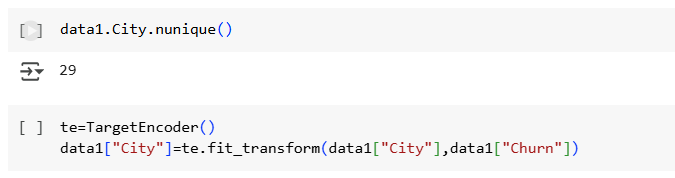 [ ] data1.City.nunique()
29
[ ] te=TargetEncoder()
data1["City"]=te.fit_transform(data1["City"],data1["Churn"])